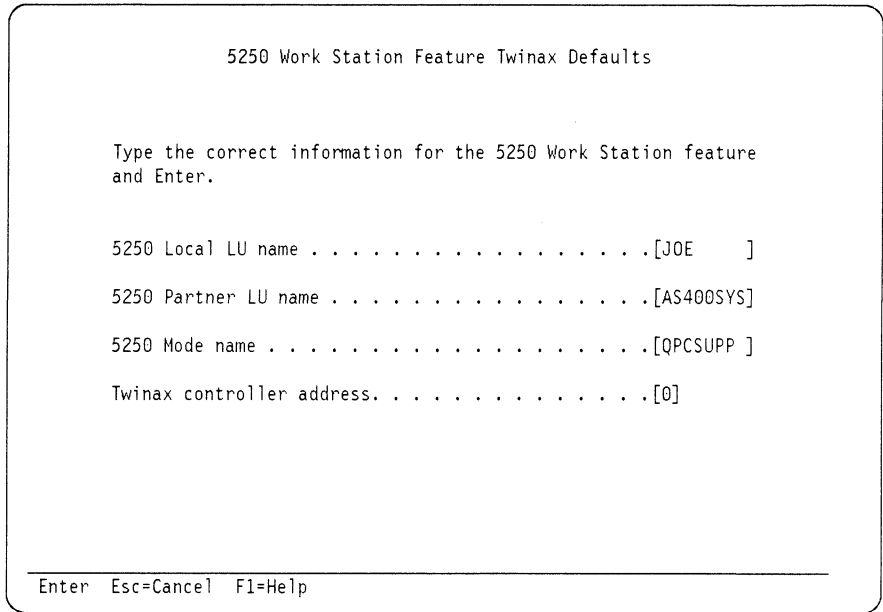 5250 Work Station Feature Twinax Defaults
Type the correct information for the 5250 Work Station feature
and Enter.
5250 Local LU name . . . . . . . . . . . . . . . . .[JOE     ]
5250 Partner LU name . . . . . . . . . . . . . . . .[AS400SYS]
5250 Mode name . . . . . . . . . . . . . . . . . . .[QPCSUPP ]
Twinax controller address. . . . . . . . . . . . . .[0]
Enter  Esc=Cancel  F1=Help